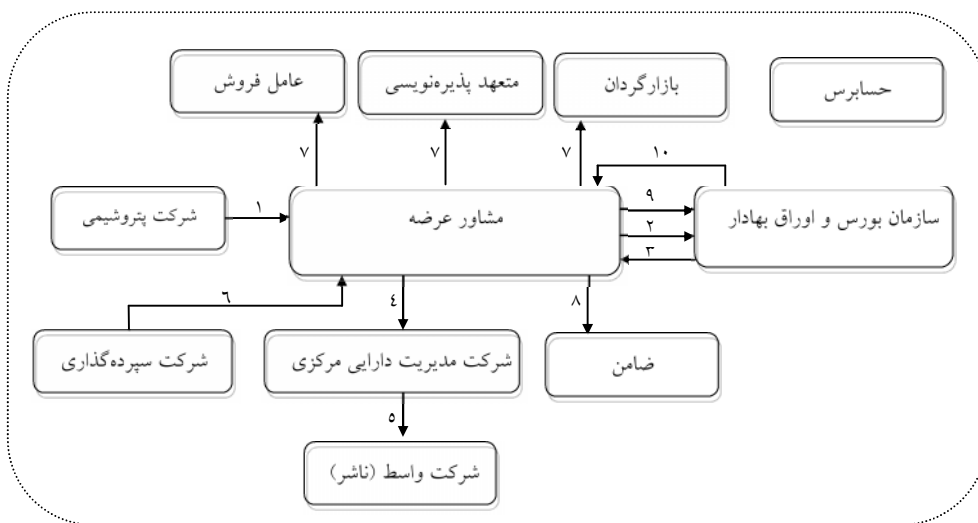 حسابرس
بازارگردان
متعهد پذیره‌نویسی
عامل فروش
۷
۷
۷
۱۰
سازمان بورس و اوراق بهادار
۹
۲
۳
مشاور عرضه
۱
شرکت پتروشیمی
۸
۴
۶
ضامن
شرکت مدیریت دارایی مرکزی
شرکت سپرده‌گذاری
۵
شرکت واسط (ناشر)